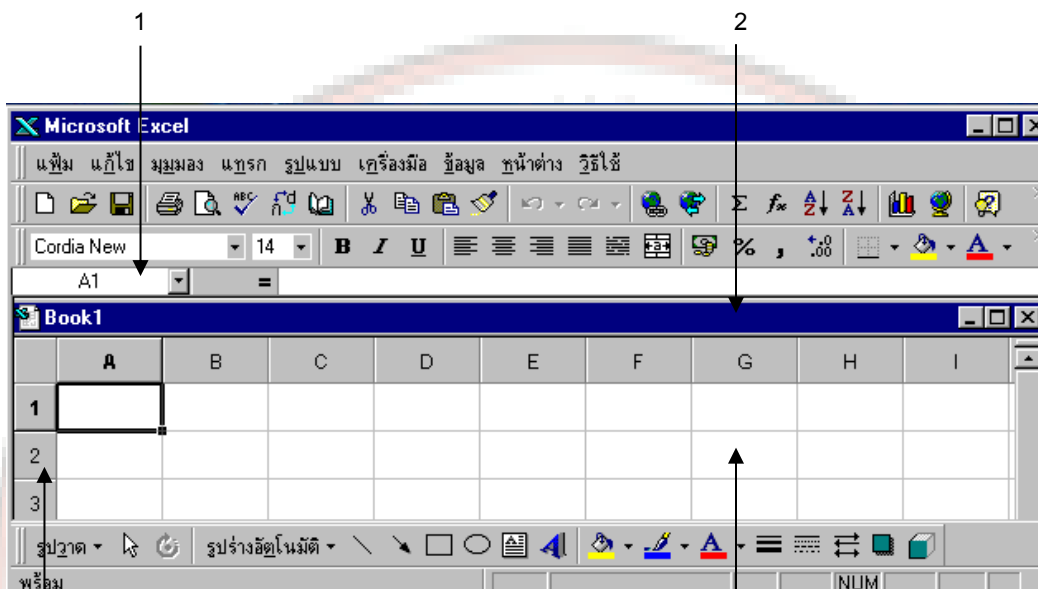 1 2
Microsoft Excel
แฟ้ม แก้ไข มุมมอง แทรก รูปแบบ เครื่องมือ ข้อมูล หน้าต่าง วิธีใช้
ABC Σ fx A Z Z A
Cordia New 14 B I U % , .00
A1 =
Book1
A B C D E F G H I
1
2
3
รูปวาด รูปร่างอัตโนมัติ A A
พร้อม NUM